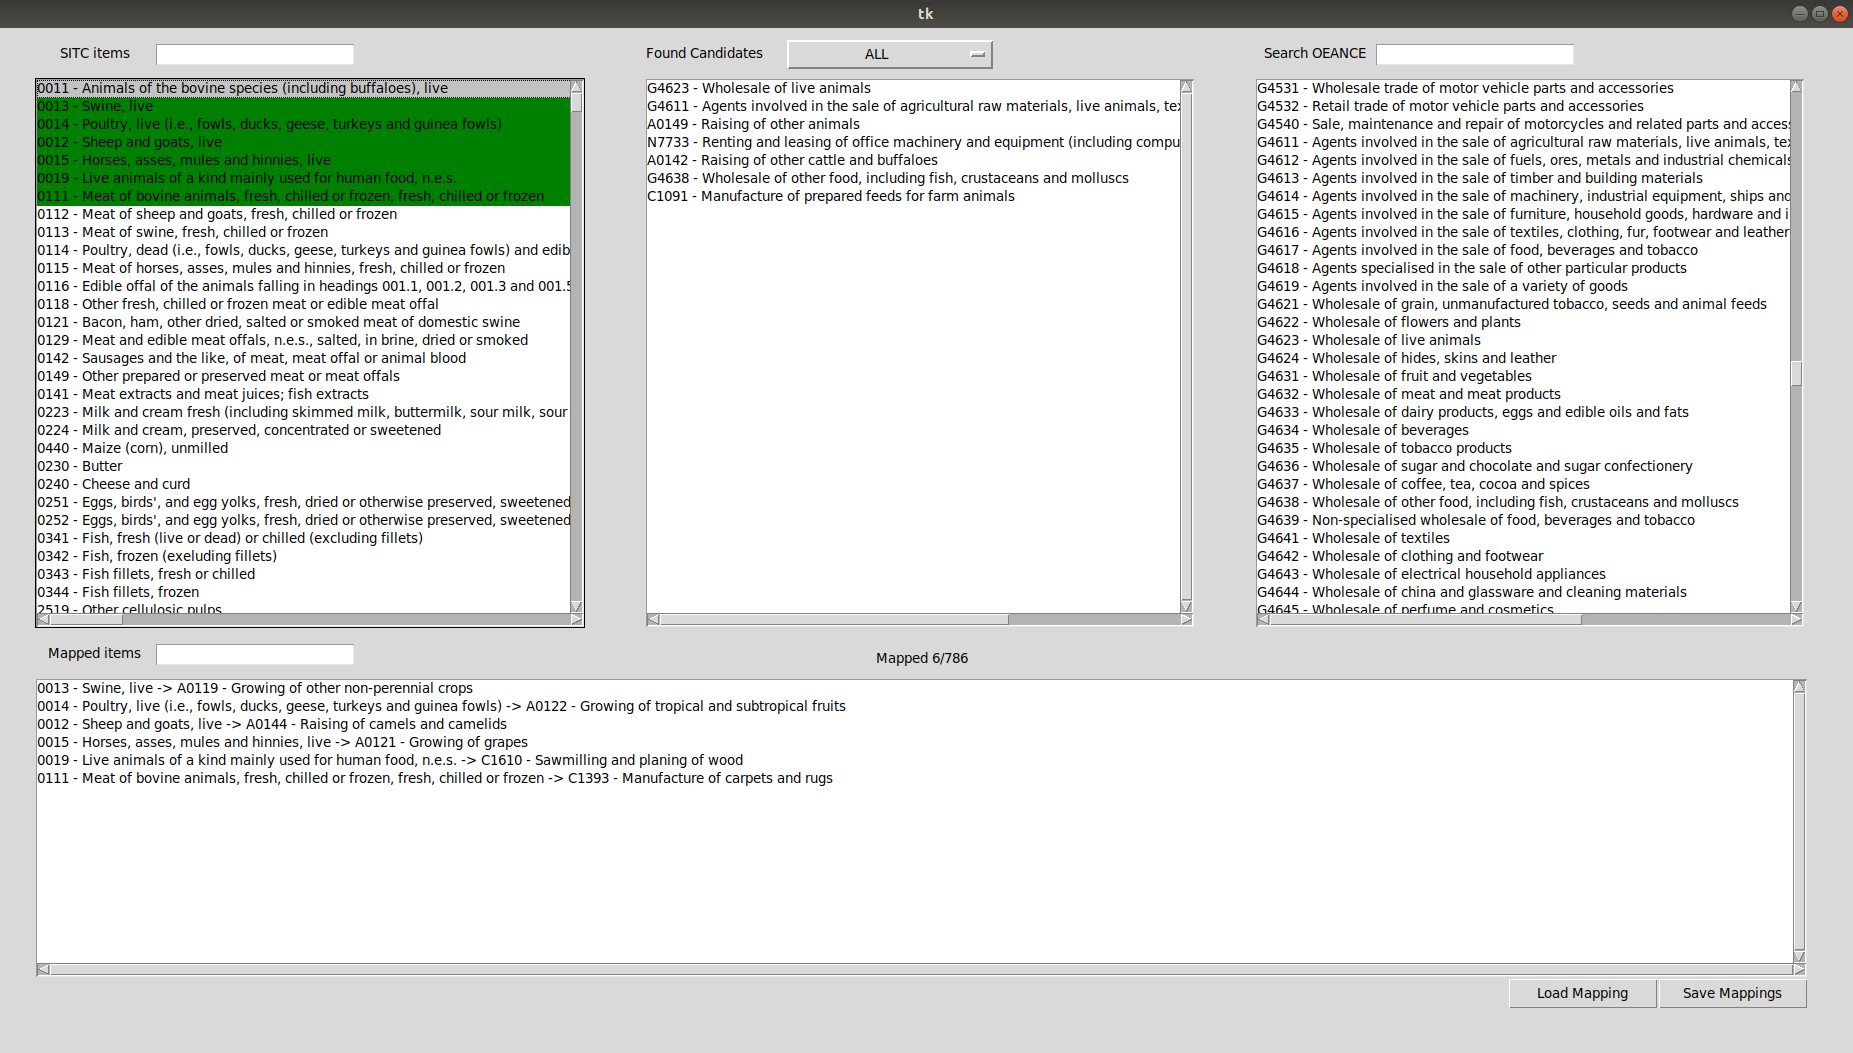 tk
SITC items
Found Candidates
ALL
Search OEANCE
0011 - Animals of the bovine species (including buffaloes), live
0013 - Swine, live
0014 - Poultry, live (i.e., fowls, ducks, geese, turkeys and guinea fowls)
0012 - Sheep and goats, live
0015 - Horses, asses, mules and hinnies, live
0019 - Live animals of a kind mainly used for human food, n.e.s.
0111 - Meat of bovine animals, fresh, chilled or frozen, fresh, chilled or frozen
0112 - Meat of sheep and goats, fresh, chilled or frozen
0113 - Meat of swine, fresh, chilled or frozen
0114 - Poultry, dead (i.e., fowls, ducks, geese, turkeys and guinea fowls) and edib
0115 - Meat of horses, asses, mules and hinnies, fresh, chilled or frozen
0116 - Edible offal of the animals falling in headings 001.1, 001.2, 001.3 and 001.5
0118 - Other fresh, chilled or frozen meat or edible meat offal
0121 - Bacon, ham, other dried, salted or smoked meat of domestic swine
0129 - Meat and edible meat offals, n.e.s., salted, in brine, dried or smoked
0142 - Sausages and the like, of meat, meat offal or animal blood
0149 - Other prepared or preserved meat or meat offals
0141 - Meat extracts and meat juices; fish extracts
0223 - Milk and cream fresh (including skimmed milk, buttermilk, sour milk, sour
0224 - Milk and cream, preserved, concentrated or sweetened
0440 - Maize (corn), unmilled
0230 - Butter
0240 - Cheese and curd
0251 - Eggs, birds', and egg yolks, fresh, dried or otherwise preserved, sweetened
0252 - Eggs, birds', and egg yolks, fresh, dried or otherwise preserved, sweetened
0341 - Fish, fresh (live or dead) or chilled (excluding fillets)
0342 - Fish, frozen (exeluding fillets)
0343 - Fish fillets, fresh or chilled
0344 - Fish fillets, frozen
2519 - Other cellulosic pulps
G4623 - Wholesale of live animals
G4611 - Agents involved in the sale of agricultural raw materials, live animals, tex
A0149 - Raising of other animals
N7733 - Renting and leasing of office machinery and equipment (including compu
A0142 - Raising of other cattle and buffaloes
G4638 - Wholesale of other food, including fish, crustaceans and molluscs
C1091 - Manufacture of prepared feeds for farm animals
G4531 - Wholesale trade of motor vehicle parts and accessories
G4532 - Retail trade of motor vehicle parts and accessories
G4540 - Sale, maintenance and repair of motorcycles and related parts and access
G4611 - Agents involved in the sale of agricultural raw materials, live animals, tex
G4612 - Agents involved in the sale of fuels, ores, metals and industrial chemicals
G4613 - Agents involved in the sale of timber and building materials
G4614 - Agents involved in the sale of machinery, industrial equipment, ships and
G4615 - Agents involved in the sale of furniture, household goods, hardware and i
G4616 - Agents involved in the sale of textiles, clothing, fur, footwear and leather
G4617 - Agents involved in the sale of food, beverages and tobacco
G4618 - Agents specialised in the sale of other particular products
G4619 - Agents involved in the sale of a variety of goods
G4621 - Wholesale of grain, unmanufactured tobacco, seeds and animal feeds
G4622 - Wholesale of flowers and plants
G4623 - Wholesale of live animals
G4624 - Wholesale of hides, skins and leather
G4631 - Wholesale of fruit and vegetables
G4632 - Wholesale of meat and meat products
G4633 - Wholesale of dairy products, eggs and edible oils and fats
G4634 - Wholesale of beverages
G4635 - Wholesale of tobacco products
G4636 - Wholesale of sugar and chocolate and sugar confectionery
G4637 - Wholesale of coffee, tea, cocoa and spices
G4638 - Wholesale of other food, including fish, crustaceans and molluscs
G4639 - Non-specialised wholesale of food, beverages and tobacco
G4641 - Wholesale of textiles
G4642 - Wholesale of clothing and footwear
G4643 - Wholesale of electrical household appliances
G4644 - Wholesale of china and glassware and cleaning materials
G4645 - Wholesale of perfume and cosmetics
Mapped items
Mapped 6/786
0013 - Swine, live -> A0119 - Growing of other non-perennial crops
0014 - Poultry, live (i.e., fowls, ducks, geese, turkeys and guinea fowls) -> A0122 - Growing of tropical and subtropical fruits
0012 - Sheep and goats, live -> A0144 - Raising of camels and camelids
0015 - Horses, asses, mules and hinnies, live -> A0121 - Growing of grapes
0019 - Live animals of a kind mainly used for human food, n.e.s. -> C1610 - Sawmilling and planing of wood
0111 - Meat of bovine animals, fresh, chilled or frozen, fresh, chilled or frozen -> C1393 - Manufacture of carpets and rugs
Load Mapping
Save Mappings